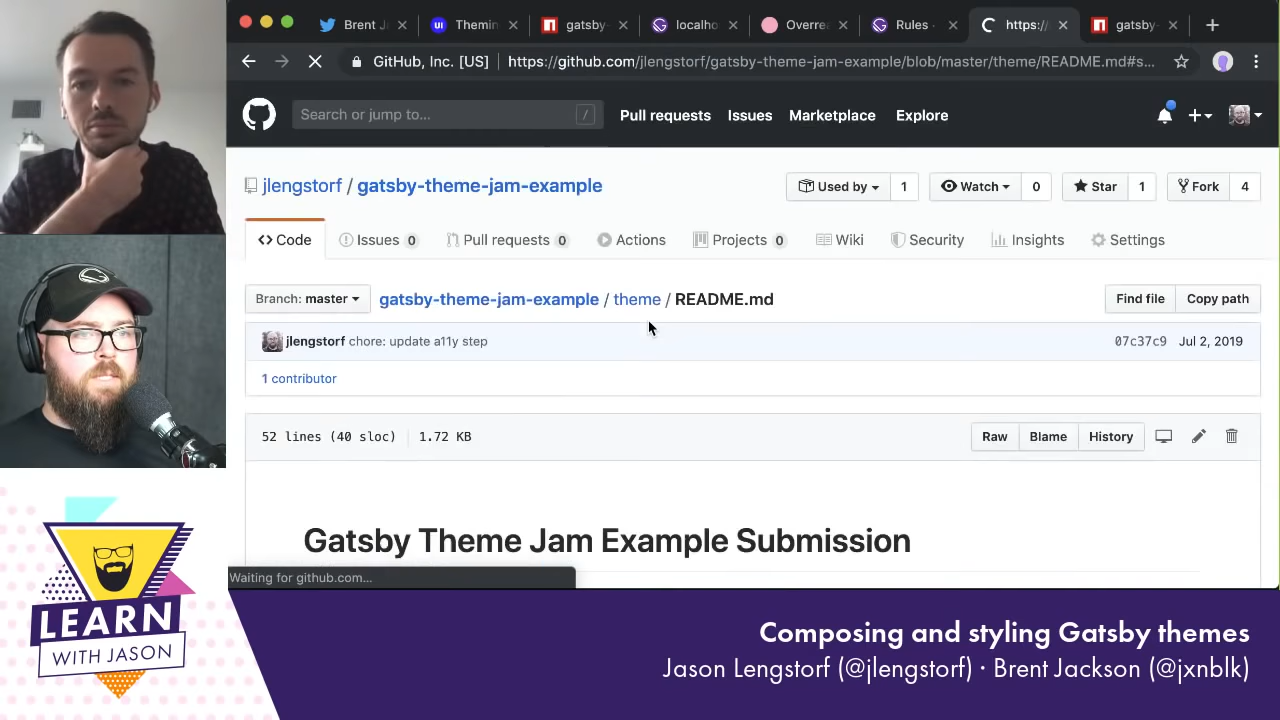 Brent J
Themin
gatsby-
localho
Overrea
Rules -
https://
gatsby-
GitHub, Inc. [US]
https://github.com/jlengstorf/gatsby-theme-jam-example/blob/master/theme/README.md#s...
Search or jump to...
/
Pull requests
Issues
Marketplace
Explore
jlengstorf / gatsby-theme-jam-example
Used by 1
Watch 0
Star 1
Fork 4
Code
Issues 0
Pull requests 0
Actions
Projects 0
Wiki
Security
Insights
Settings
Branch: master
gatsby-theme-jam-example / theme / README.md
Find file
Copy path
jlengstorf chore: update a11y step
07c37c9 Jul 2, 2019
1 contributor
52 lines (40 sloc) 1.72 KB
Raw
Blame
History
Gatsby Theme Jam Example Submission
Waiting for github.com...
LEARN
WITH JASON
Composing and styling Gatsby themes
Jason Lengstorf (@jlengstorf) · Brent Jackson (@jxnblk)